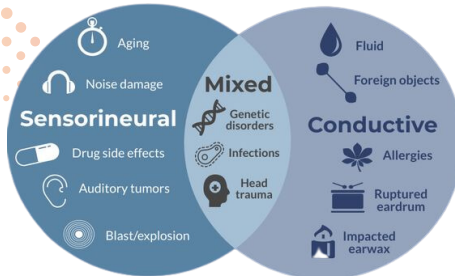 Sensorineural
Aging
Noise damage
Drug side effects
Auditory tumors
Blast/explosion
Mixed
Genetic
disorders
Infections
Head
trauma
Conductive
Fluid
Foreign objects
Allergies
Ruptured
eardrum
Impacted
earwax